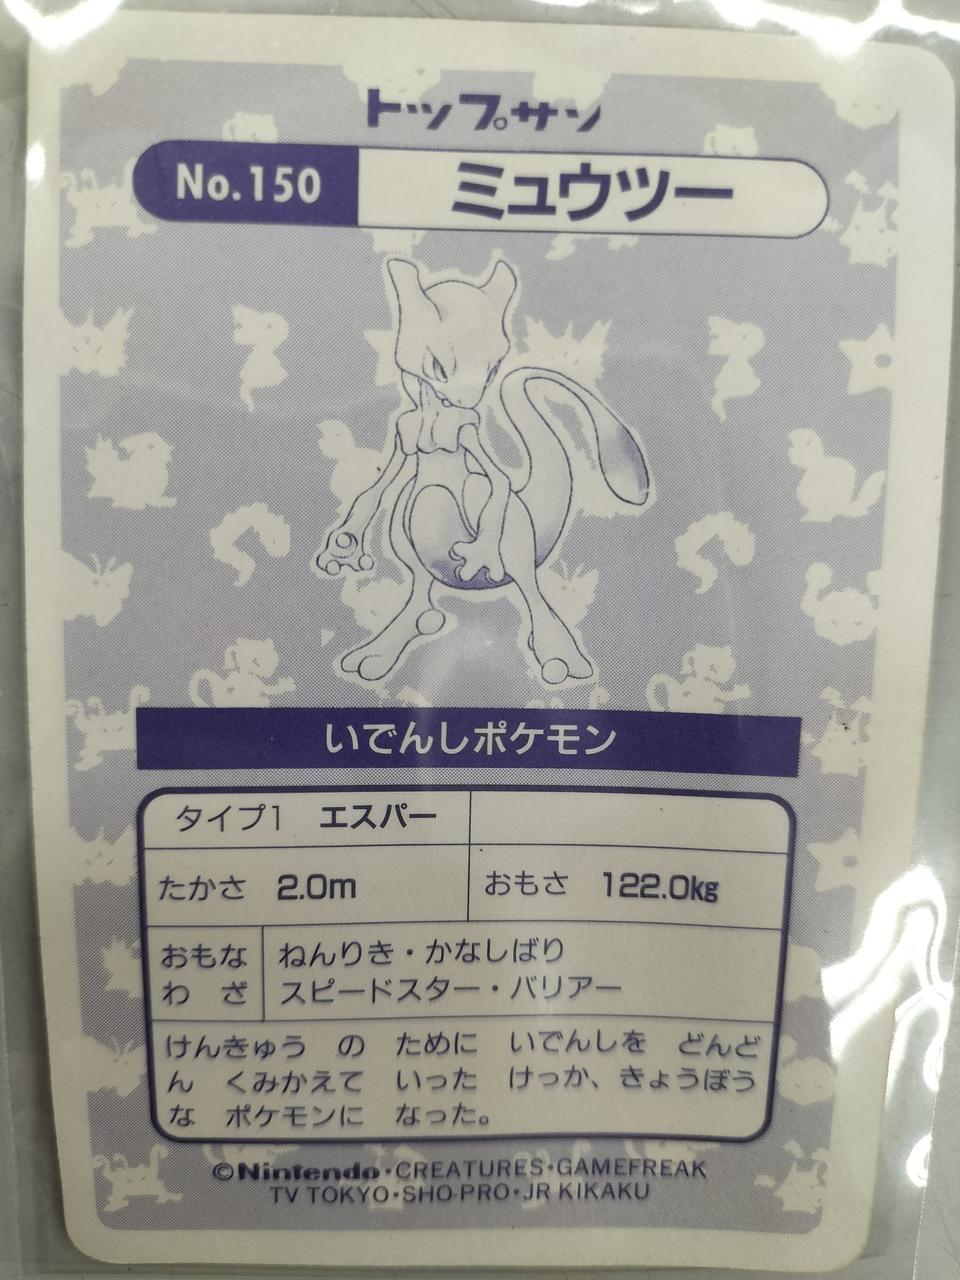 トップサン
No.150 ミュウツー
いでんしポケモン
タイプ1 エスパー
たかさ 2.0m おもさ 122.0kg
おもな ねんりき・かなしばり
わ ざ スピードスター・バリアー
けんきゅう の ために いでんしを どんど
ん くみかえて いった けっか、きょうぼう
な ポケモンに なった。
©Nintendo・CREATURES・GAMEFREAK
TV TOKYO・SHO-PRO・JR KIKAKU